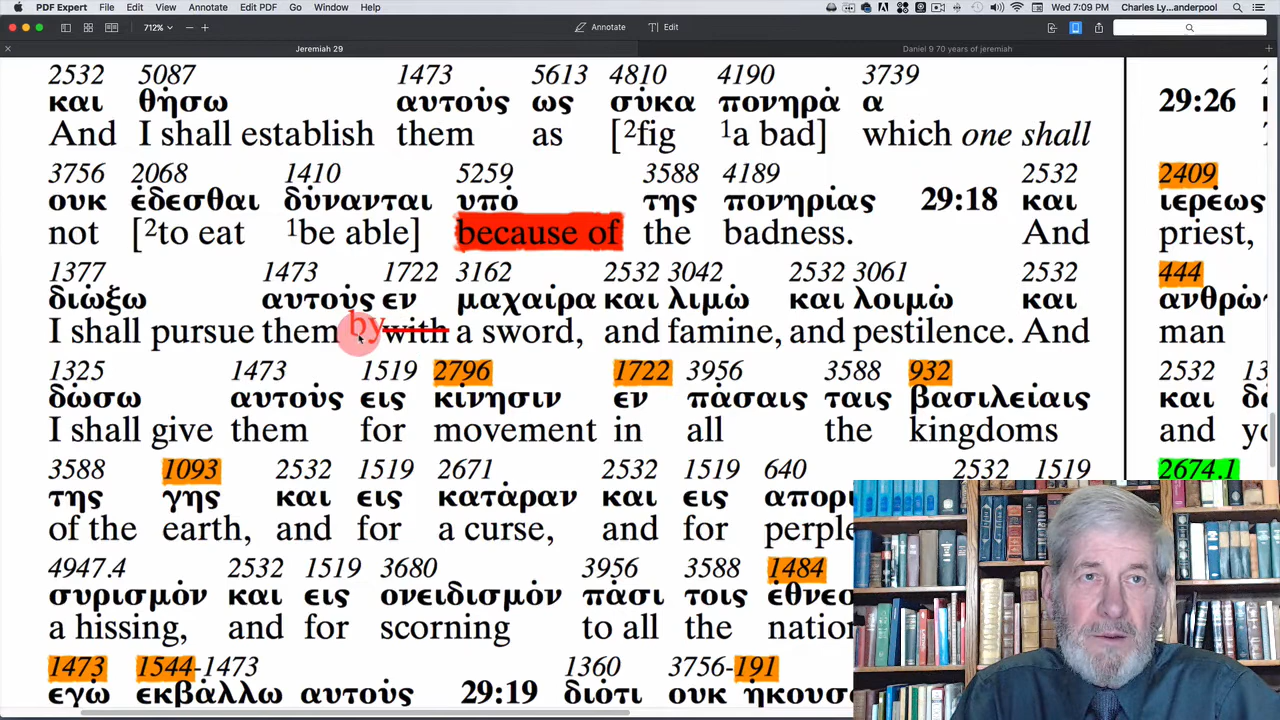 PDF Expert File Edit View Annotate Edit PDF Go Window Help Wed 7:09 PM Charles Ly...anderpool
712% Annotate Edit
Jeremiah 29 Daniel 9 70 years of jeremiah
2532 5087 1473 5613 4810 4190 3739
και θήσω αυτούς ως σύκα πονηρά α
And I shall establish them as [²fig ¹a bad] which one shall
3756 2068 1410 5259 3588 4189 2532
ουκ έδεσθαι δύνανται υπό της πονηρίας 29:18 και
not [²to eat ¹be able] because of the badness. And
1377 1473 1722 3162 2532 3042 2532 3061 2532
διώξω αυτούς εν μαχαίρα και λιμώ και λοιμώ και
I shall pursue them by with a sword, and famine, and pestilence. And
1325 1473 1519 2796 1722 3956 3588 932
δώσω αυτούς εις κίνησιν εν πάσαις ταις βασιλείαις
I shall give them for movement in all the kingdoms
3588 1093 2532 1519 2671 2532 1519 640 2532 1519
της γης και εις κατάραν και εις απορι
of the earth, and for a curse, and for perple
4947.4 2532 1519 3680 3956 3588 1484
συρισμόν και εις ονειδισμόν πάσι τοις έθνεσ
a hissing, and for scorning to all the nation
1473 1544-1473 1360 3756-191
εγώ εκβάλλω αυτούς 29:19 διότι ουκ ήκουσα
29:26
2409
ιερέως
priest,
444
ανθρώ
man
2532
και
and yo
2674.1